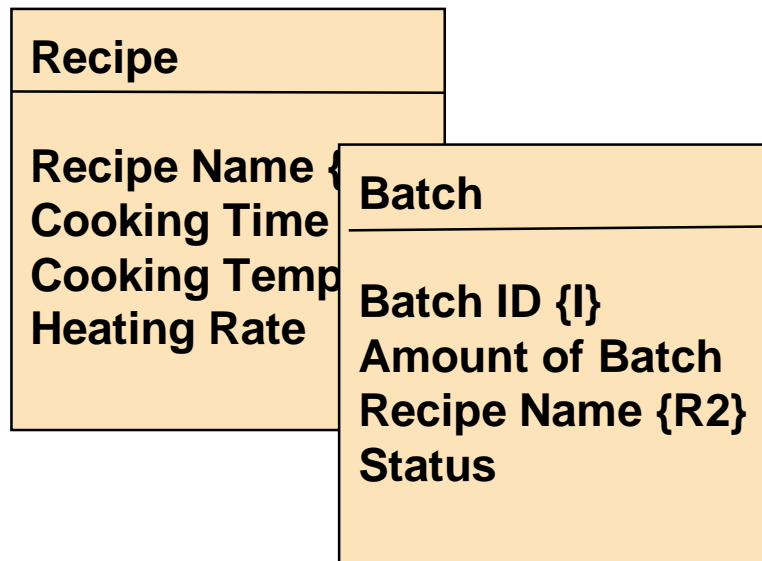 Recipe
Recipe Name {
Cooking Time
Cooking Temp
Heating Rate
Batch
Batch ID {I}
Amount of Batch
Recipe Name {R2}
Status